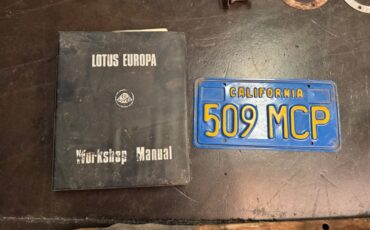 LOTUS EUROPA
Workshop Manual
CALIFORNIA
509 MCP